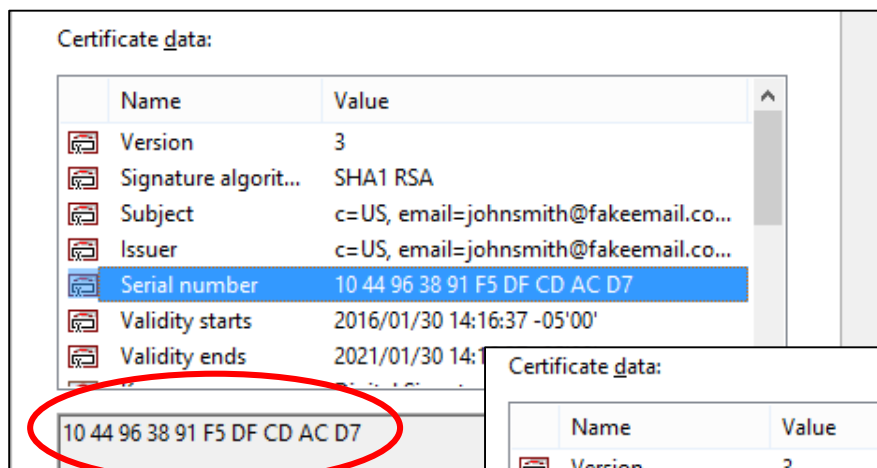 Certificate data:
Name Value
Version 3
Signature algorit... SHA1 RSA
Subject c=US, email=johnsmith@fakeemail.co...
Issuer c=US, email=johnsmith@fakeemail.co...
Serial number 10 44 96 38 91 F5 DF CD AC D7
Validity starts 2016/01/30 14:16:37 -05'00'
Validity ends 2021/01/30 14:1
10 44 96 38 91 F5 DF CD AC D7
Certificate data:
Name Value
Version 3